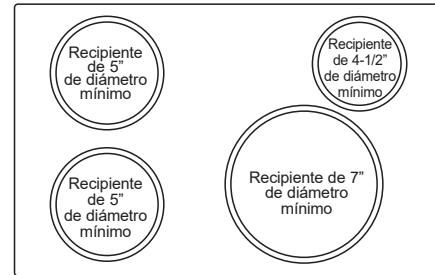 Recipiente
de 5”
de diámetro
mínimo
Recipiente
de 4-1/2”
de diámetro
mínimo
Recipiente
de 5”
de diámetro
mínimo
Recipiente de 7”
de diámetro
mínimo